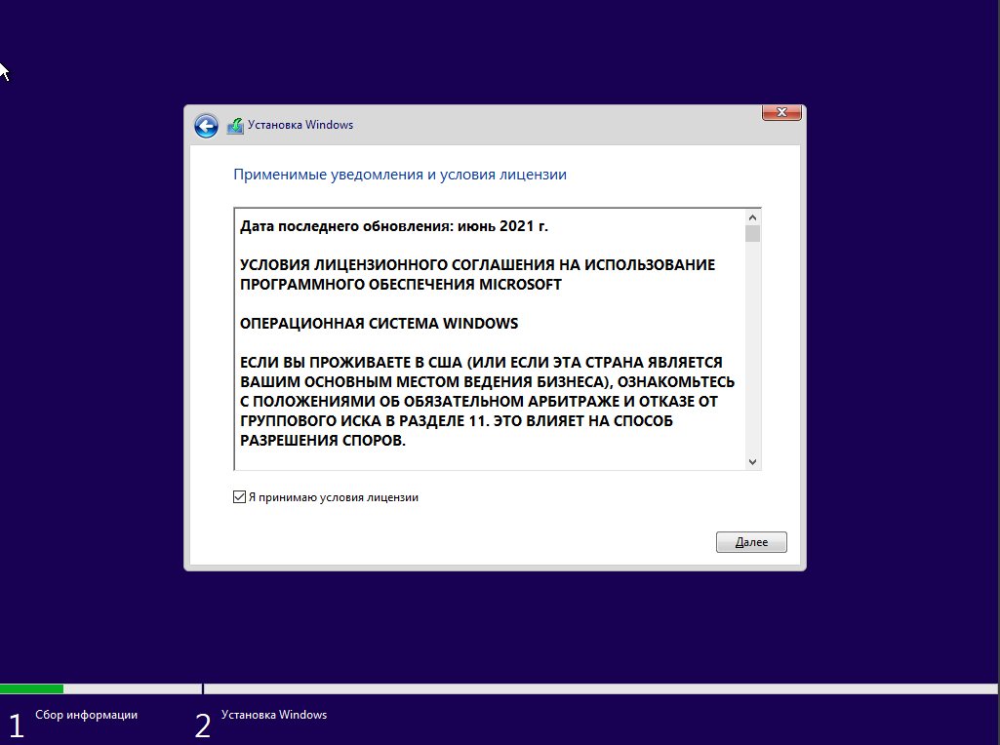 Установка Windows
Применимые уведомления и условия лицензии
Дата последнего обновления: июнь 2021 г.
УСЛОВИЯ ЛИЦЕНЗИОННОГО СОГЛАШЕНИЯ НА ИСПОЛЬЗОВАНИЕ
ПРОГРАММНОГО ОБЕСПЕЧЕНИЯ MICROSOFT
ОПЕРАЦИОННАЯ СИСТЕМА WINDOWS
ЕСЛИ ВЫ ПРОЖИВАЕТЕ В США (ИЛИ ЕСЛИ ЭТА СТРАНА ЯВЛЯЕТСЯ
ВАШИМ ОСНОВНЫМ МЕСТОМ ВЕДЕНИЯ БИЗНЕСА), ОЗНАКОМЬТЕСЬ
С ПОЛОЖЕНИЯМИ ОБ ОБЯЗАТЕЛЬНОМ АРБИТРАЖЕ И ОТКАЗЕ ОТ
ГРУППОВОГО ИСКА В РАЗДЕЛЕ 11. ЭТО ВЛИЯЕТ НА СПОСОБ
РАЗРЕШЕНИЯ СПОРОВ.
Я принимаю условия лицензии
Далее
1 Сбор информации
2 Установка Windows